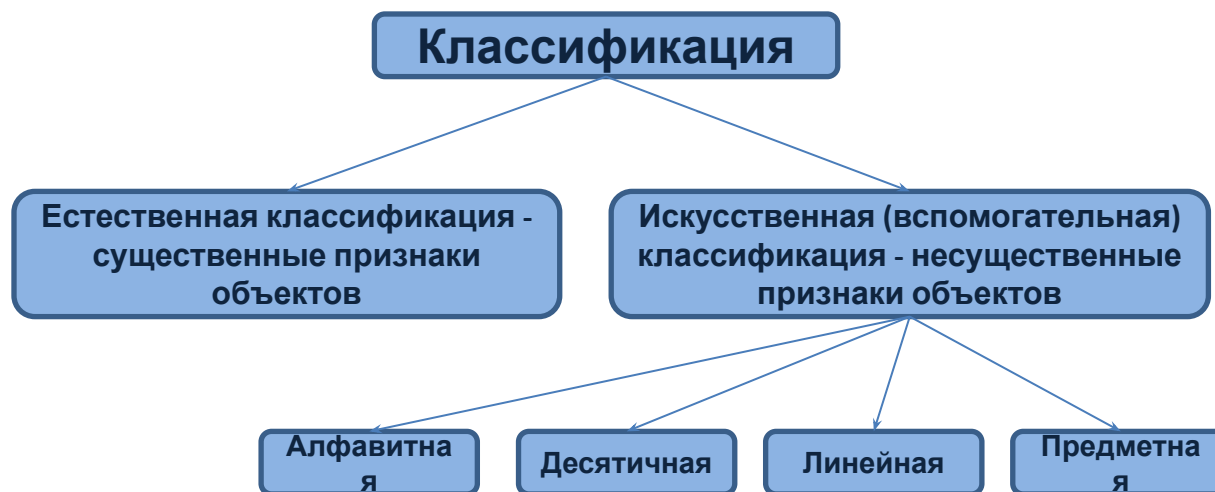 Классификация
Естественная классификация -
существенные признаки
объектов
Искусственная (вспомогательная)
классификация - несущественные
признаки объектов
Алфавитна
я
Десятичная
Линейная
Предметна
я